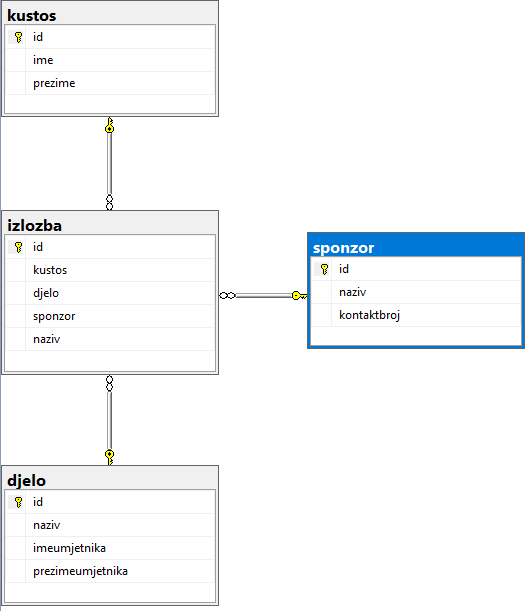 kustos
id
ime
prezime
izlozba
id
kustos
djelo
sponzor
naziv
sponzor
id
naziv
kontaktbroj
djelo
id
naziv
imeumjetnika
prezimeumjetnika